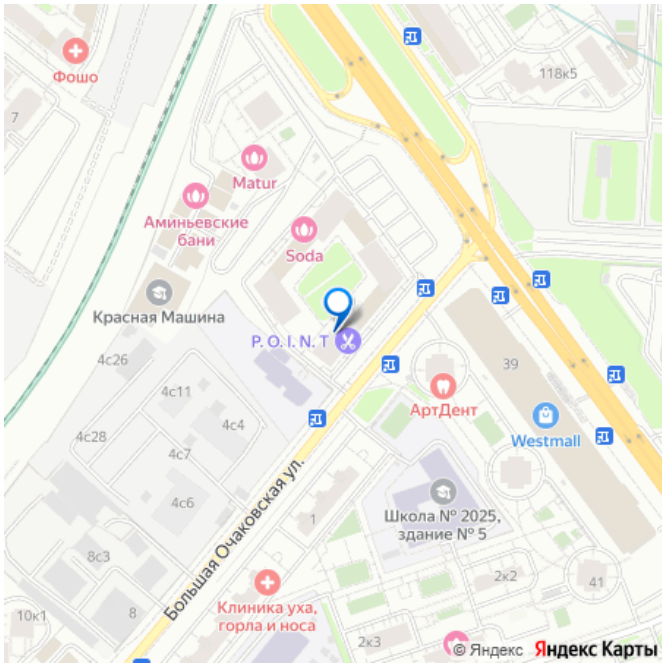 Фошо
7
118к5
Matur
Аминьевские
бани
Soda
Красная Машина
P. O. I. N. T
4с26
39
4с11
АртДент
4с4
Westmall
4с28
4с7
4с6
Большая Очаковская ул.
1
Школа № 2025,
здание № 5
8с3
2к2
41
Клиника уха,
горла и носа
10к1
8
2к3
© Яндекс Яндекс Карты